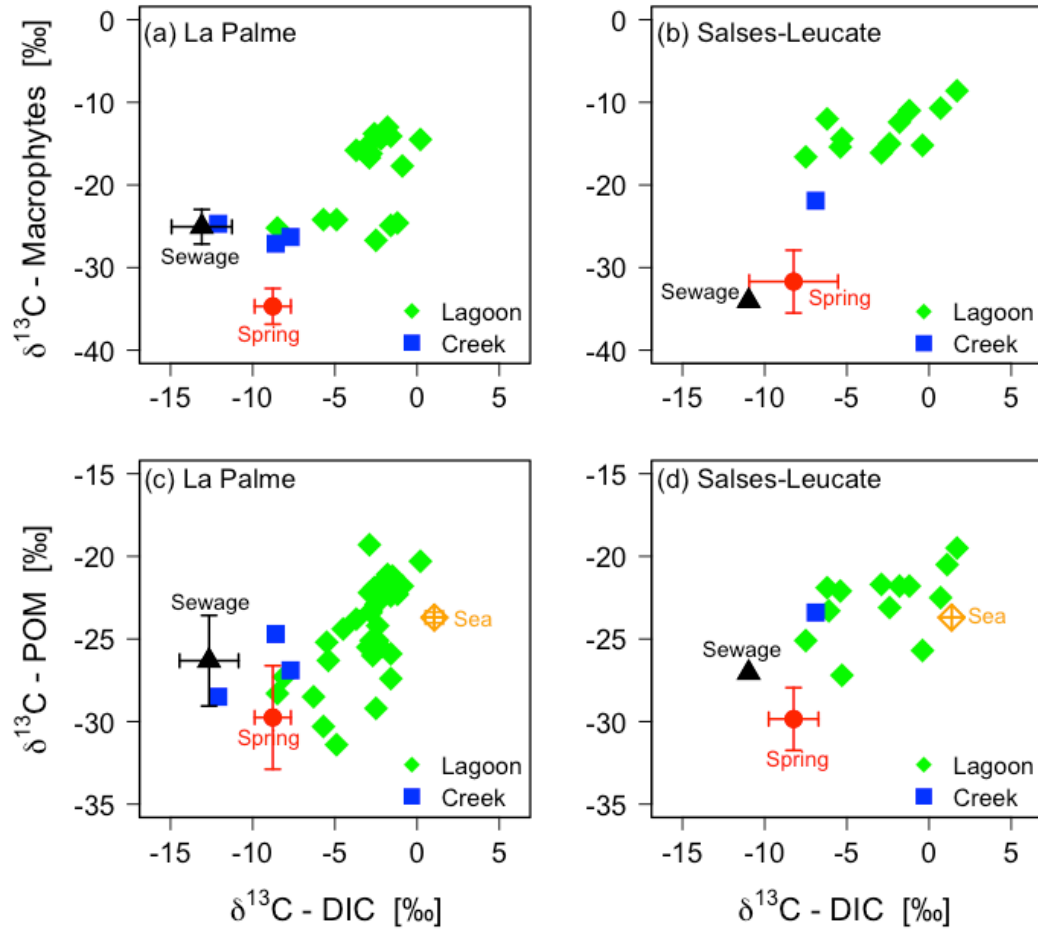 (a) La Palme
(b) Salses-Leucate
δ13C - Macrophytes [‰]
0
-10
-20
-30
-40
Sewage
Spring
Lagoon
Creek
-15 -10 -5 0 5
0
-10
-20
-30
-40
Sewage
Spring
Lagoon
Creek
-15 -10 -5 0 5
(c) La Palme
(d) Salses-Leucate
δ13C - POM [‰]
-15
-20
-25
-30
-35
Sewage
Sea
Spring
Lagoon
Creek
-15 -10 -5 0 5
δ13C - DIC [‰]
-15
-20
-25
-30
-35
Sewage
Sea
Spring
Lagoon
Creek
-15 -10 -5 0 5
δ13C - DIC [‰]